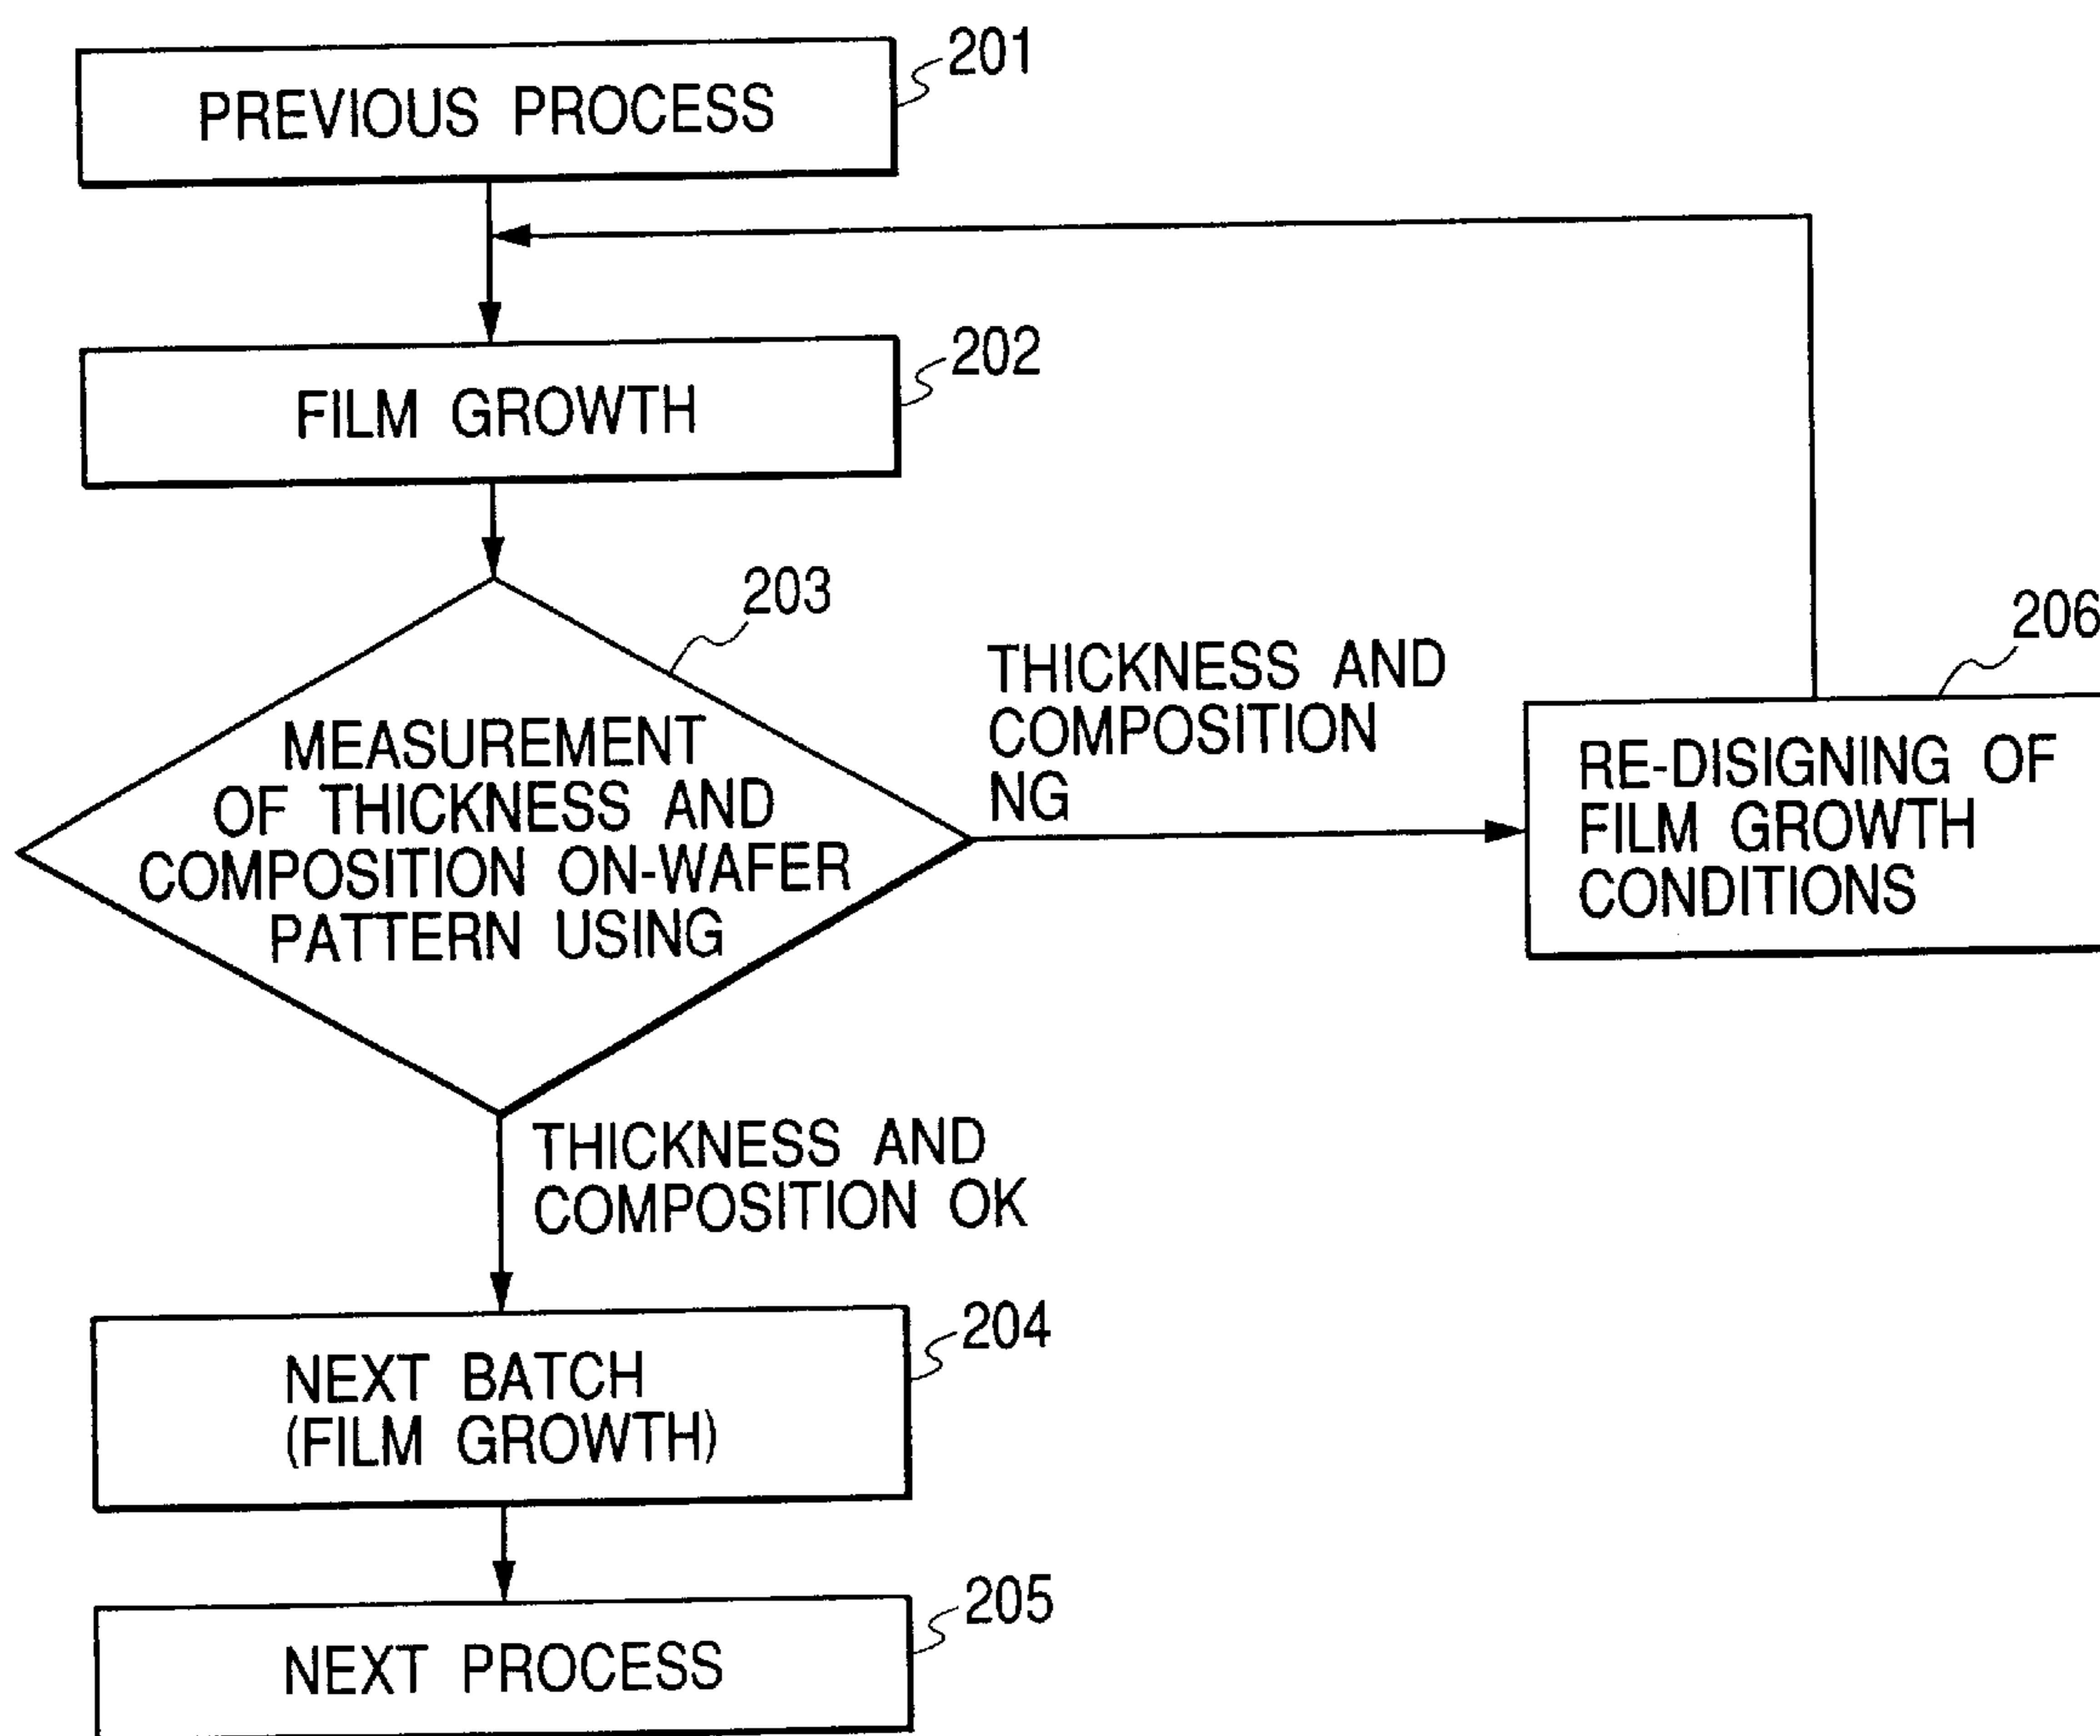 PREVIOUS PROCESS
201
FILM GROWTH
202
203
MEASUREMENT
OF THICKNESS AND
COMPOSITION ON-WAFER
PATTERN USING
THICKNESS AND
COMPOSITION
NG
206
RE-DISIGNING OF
FILM GROWTH
CONDITIONS
THICKNESS AND
COMPOSITION OK
204
NEXT BATCH
(FILM GROWTH)
205
NEXT PROCESS